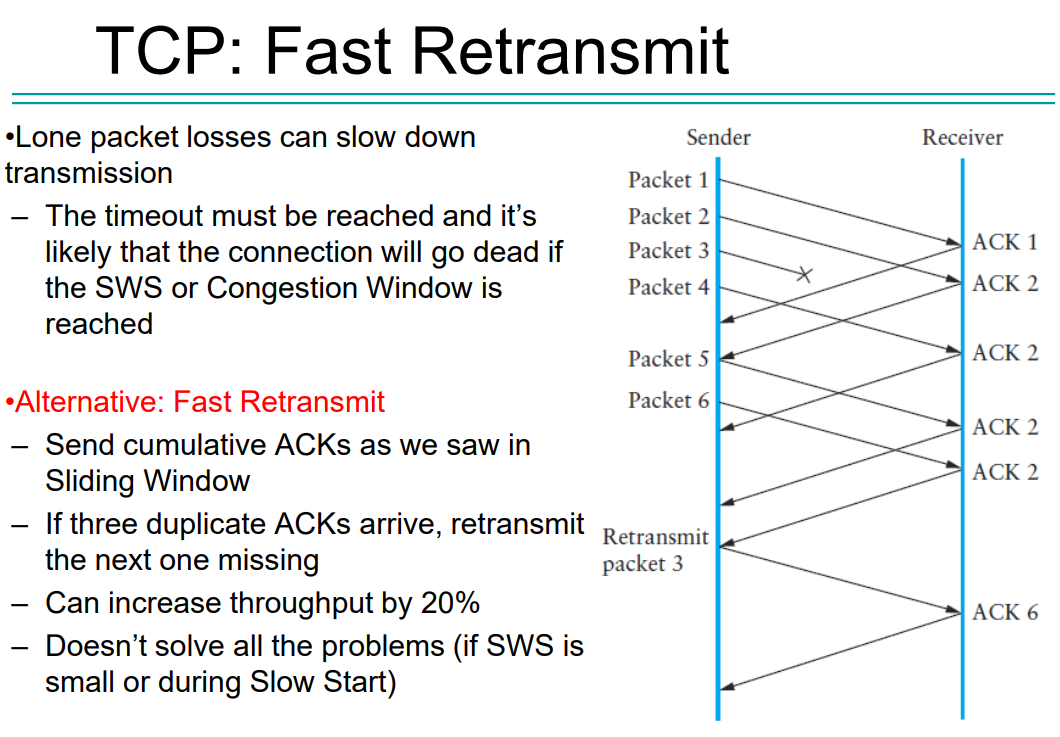 TCP: Fast Retransmit
•Lone packet losses can slow down
transmission
– The timeout must be reached and it’s
likely that the connection will go dead if
the SWS or Congestion Window is
reached
•Alternative: Fast Retransmit
– Send cumulative ACKs as we saw in
Sliding Window
– If three duplicate ACKs arrive, retransmit
the next one missing
– Can increase throughput by 20%
– Doesn’t solve all the problems (if SWS is
small or during Slow Start)
Sender
Receiver
Packet 1
Packet 2
Packet 3
Packet 4
Packet 5
Packet 6
Retransmit
packet 3
ACK 1
ACK 2
ACK 2
ACK 2
ACK 2
ACK 6